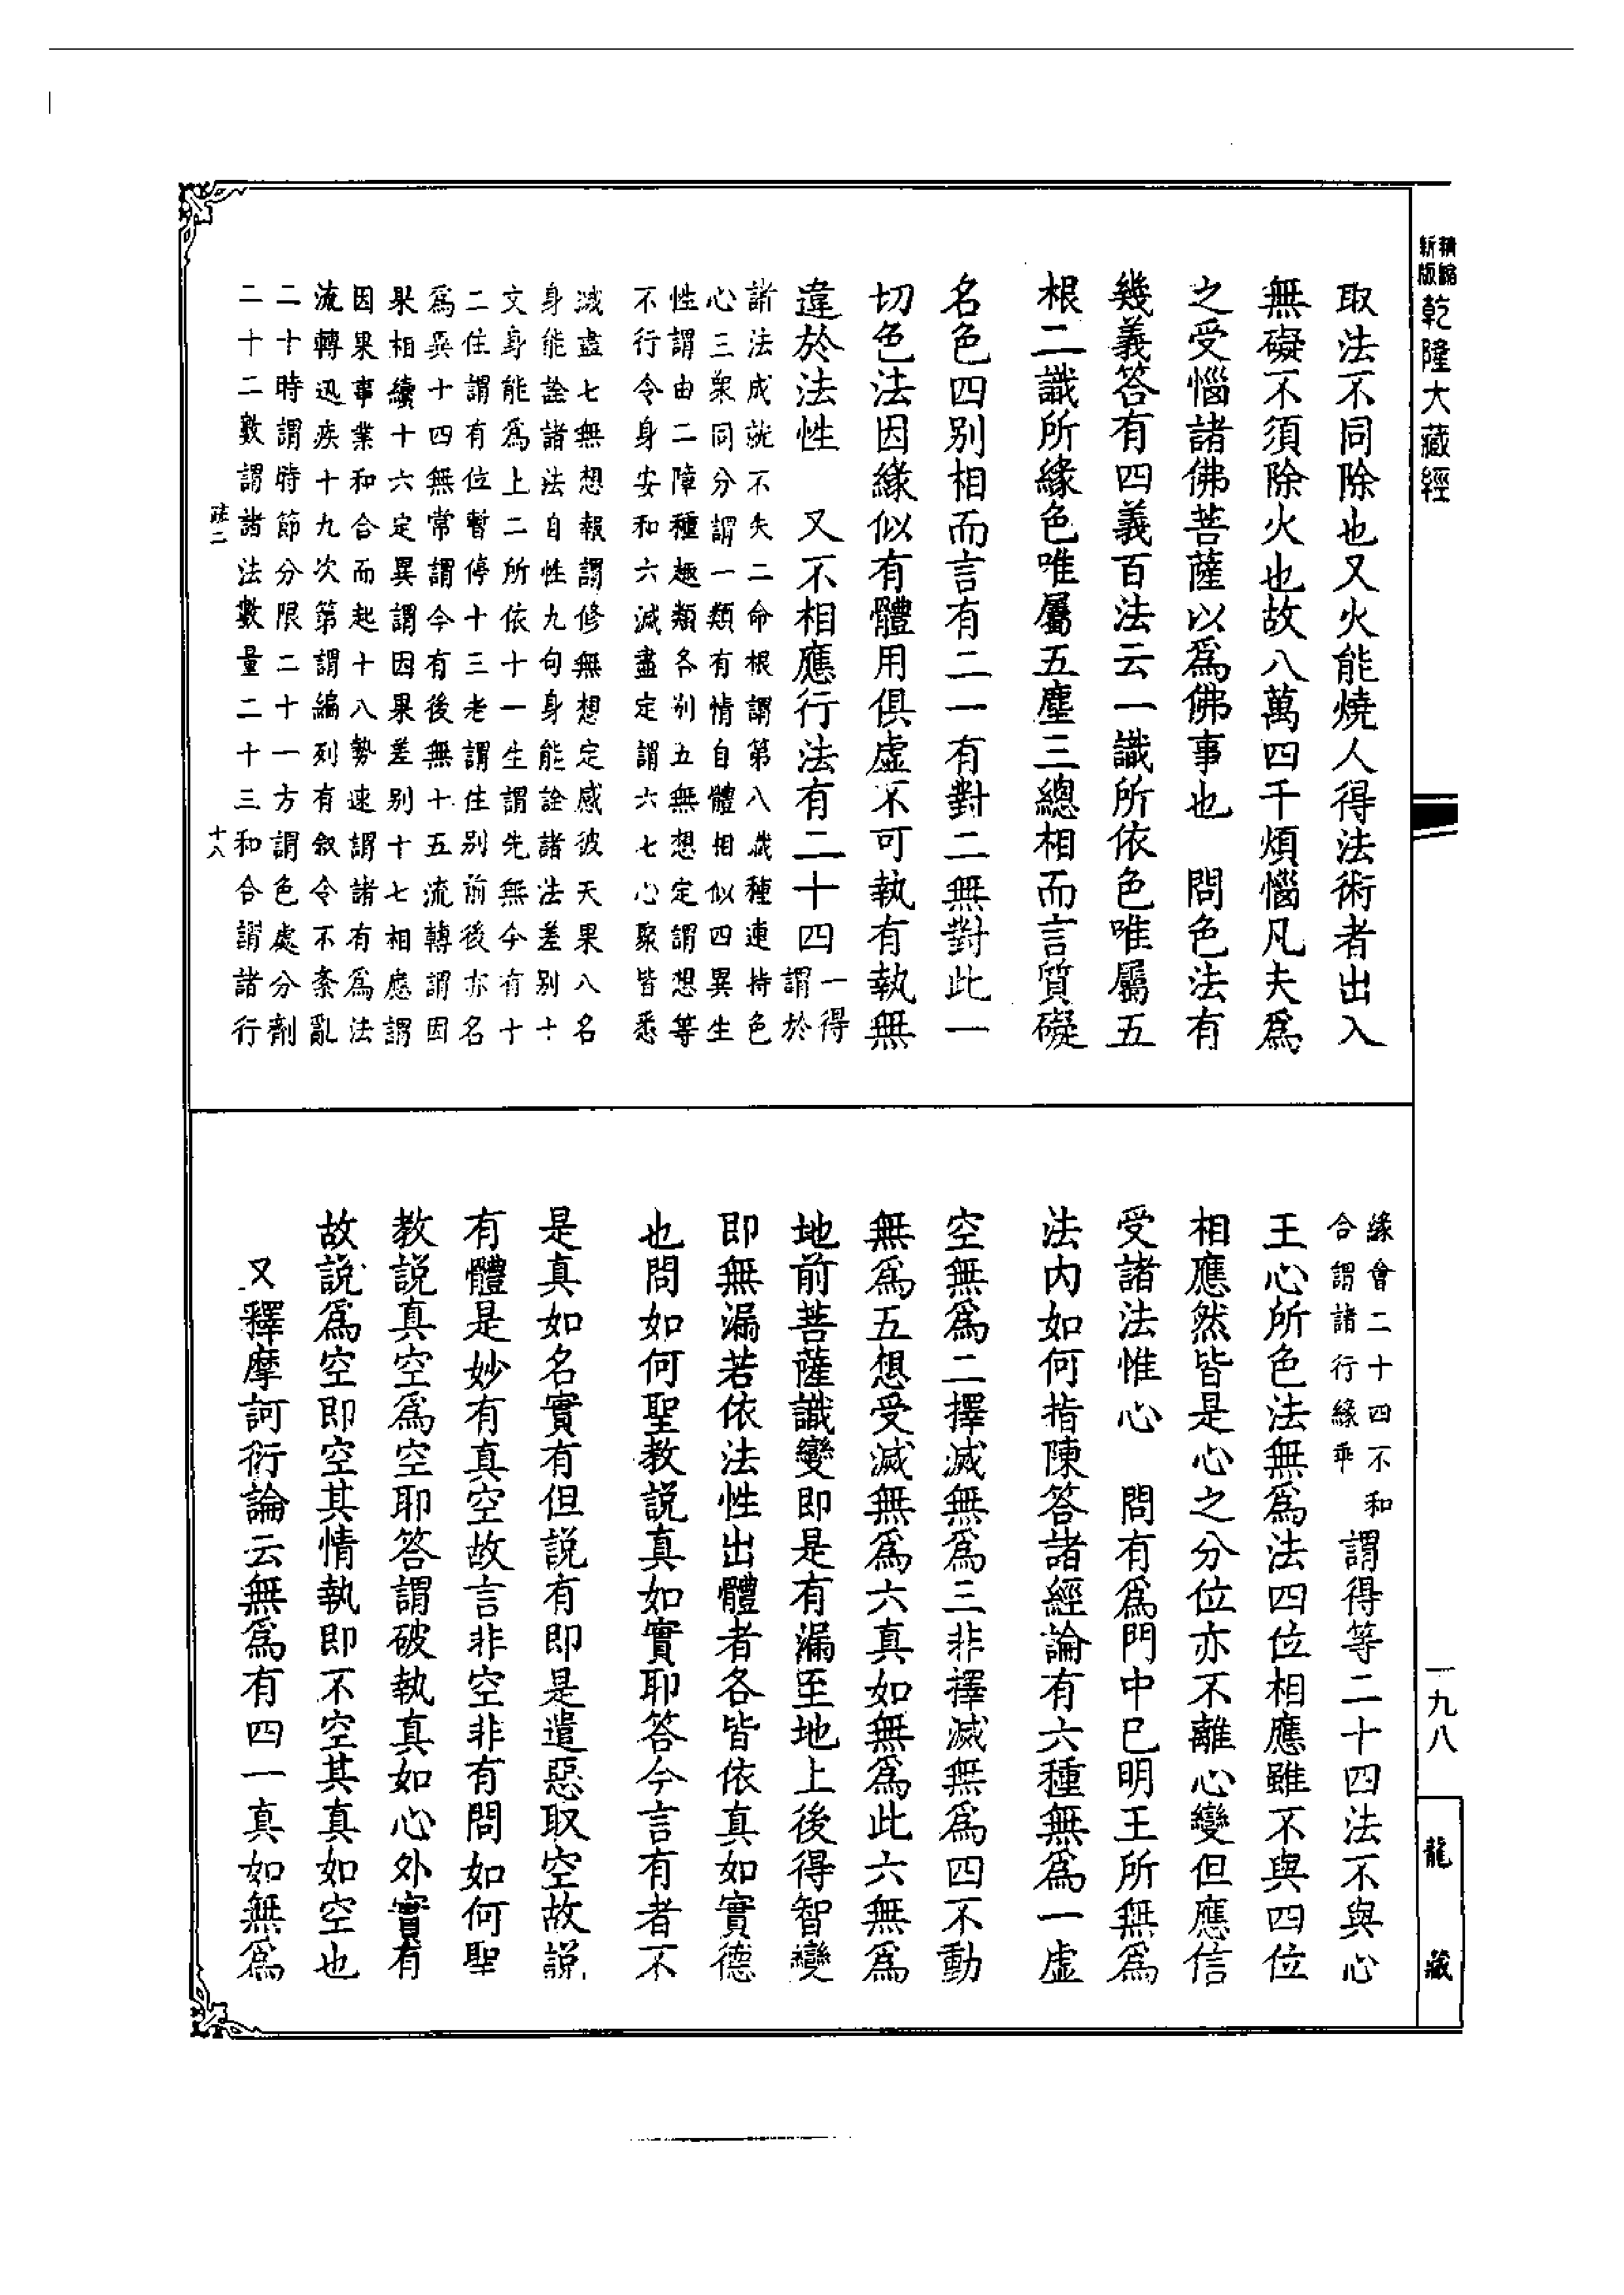 精縮新版乾隆大藏經
取法不同除也又火能燒人得法術者出入
無礙不須除火也故八萬四千煩惱凡夫為
之受惱諸佛菩薩以為佛事也　問色法有
幾義答有四義百法云一識所依色唯屬五
根二識所緣色唯屬五塵三總相而言質礙
名色四別相而言有二一有對二無對此一
切色法因緣似有體用俱虛不可執有執無
違於法性　又不相應行法有二十四一得謂於
諸法成就不失二命根謂第八識種連持色
心三衆同分謂一類有情自體相似四異生
性謂由二障種趣類各別五無想定謂想等
不行令身安和六滅盡定謂六七心聚皆悉
滅盡七無想報謂修無想定感彼天果八名
身能詮諸法自性九句身能詮諸法差別十
文身能為上二所依十一生謂先無今有十
二住謂有位暫停十三老謂住別前後亦名
為異十四無常謂今有後無十五流轉謂因
果相續十六定異謂因果差別十七相應謂
因果事業和合而起十八勢速謂諸有為法
流轉迅疾十九次第謂編列有叙令不紊亂
二十時謂時節分限二十一方謂色處分劑
二十二數謂諸法數量二十三和合謂諸行
䟽二　十八
緣會二十四不和
合謂諸行緣乖
謂得等二十四法不與心
王心所色法無為法四位相應雖不與四位
相應然皆是心之分位亦不離心變但應信
受諸法惟心　問有為門中已明王所無為
法内如何指陳答諸經論有六種無為一虛
空無為二擇滅無為三非擇滅無為四不動
無為五想受滅無為六真如無為此六無為
地前菩薩識變即是有漏至地上後得智變
即無漏若依法性出體者各皆依真如實德
也問如何聖教説真如實耶答今言有者不
是真如名實有但説有即是遣惡取空故説
有體是妙有真空故言非空非有問如何聖
教説真空為空耶答謂破執真如心外實有
故説為空即空其情執即不空其真如空也
又釋摩訶衍論云無為有四一真如無為
一九八
龍藏